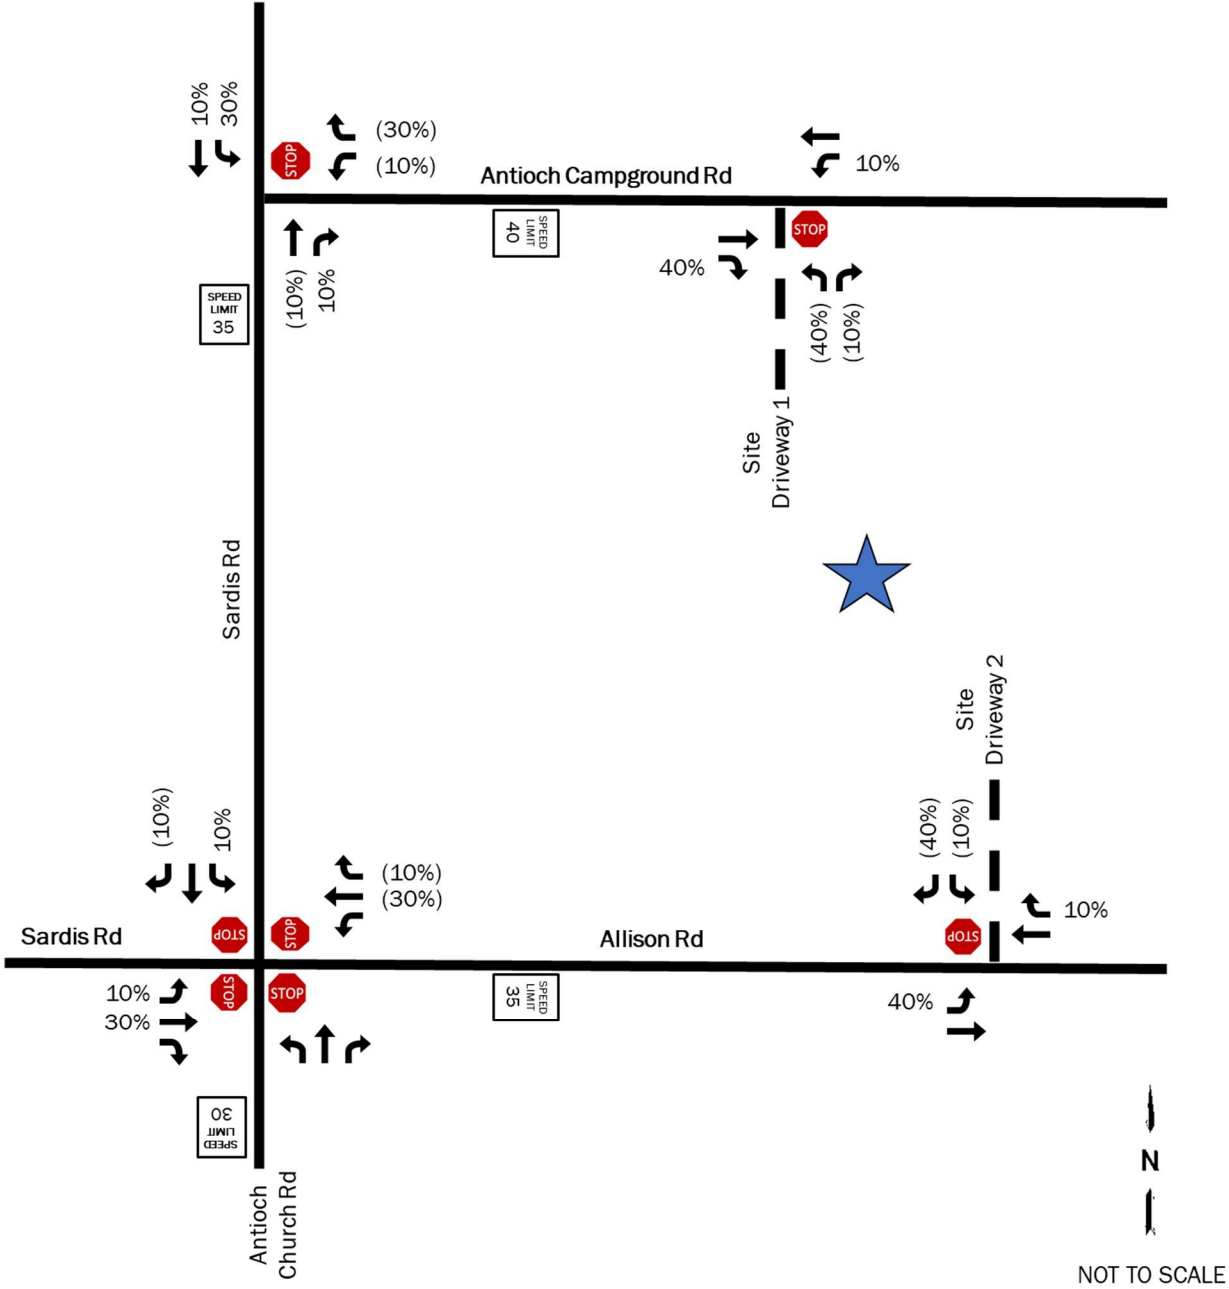 10%
30%
STOP
(30%)
(10%)
Antioch Campground Rd
10%
SPEED
LIMIT
40
40%
STOP
(40%)
(10%)
(10%)
10%
SPEED
LIMIT
35
Site
Driveway 1
Sardis Rd
Site
Driveway 2
(10%)
10%
(10%)
(30%)
(40%)
(10%)
10%
Sardis Rd
STOP
STOP
Allison Rd
STOP
10%
30%
STOP
STOP
SPEED
LIMIT
35
40%
SPEED
LIMIT
30
Antioch
Church Rd
N
NOT TO SCALE